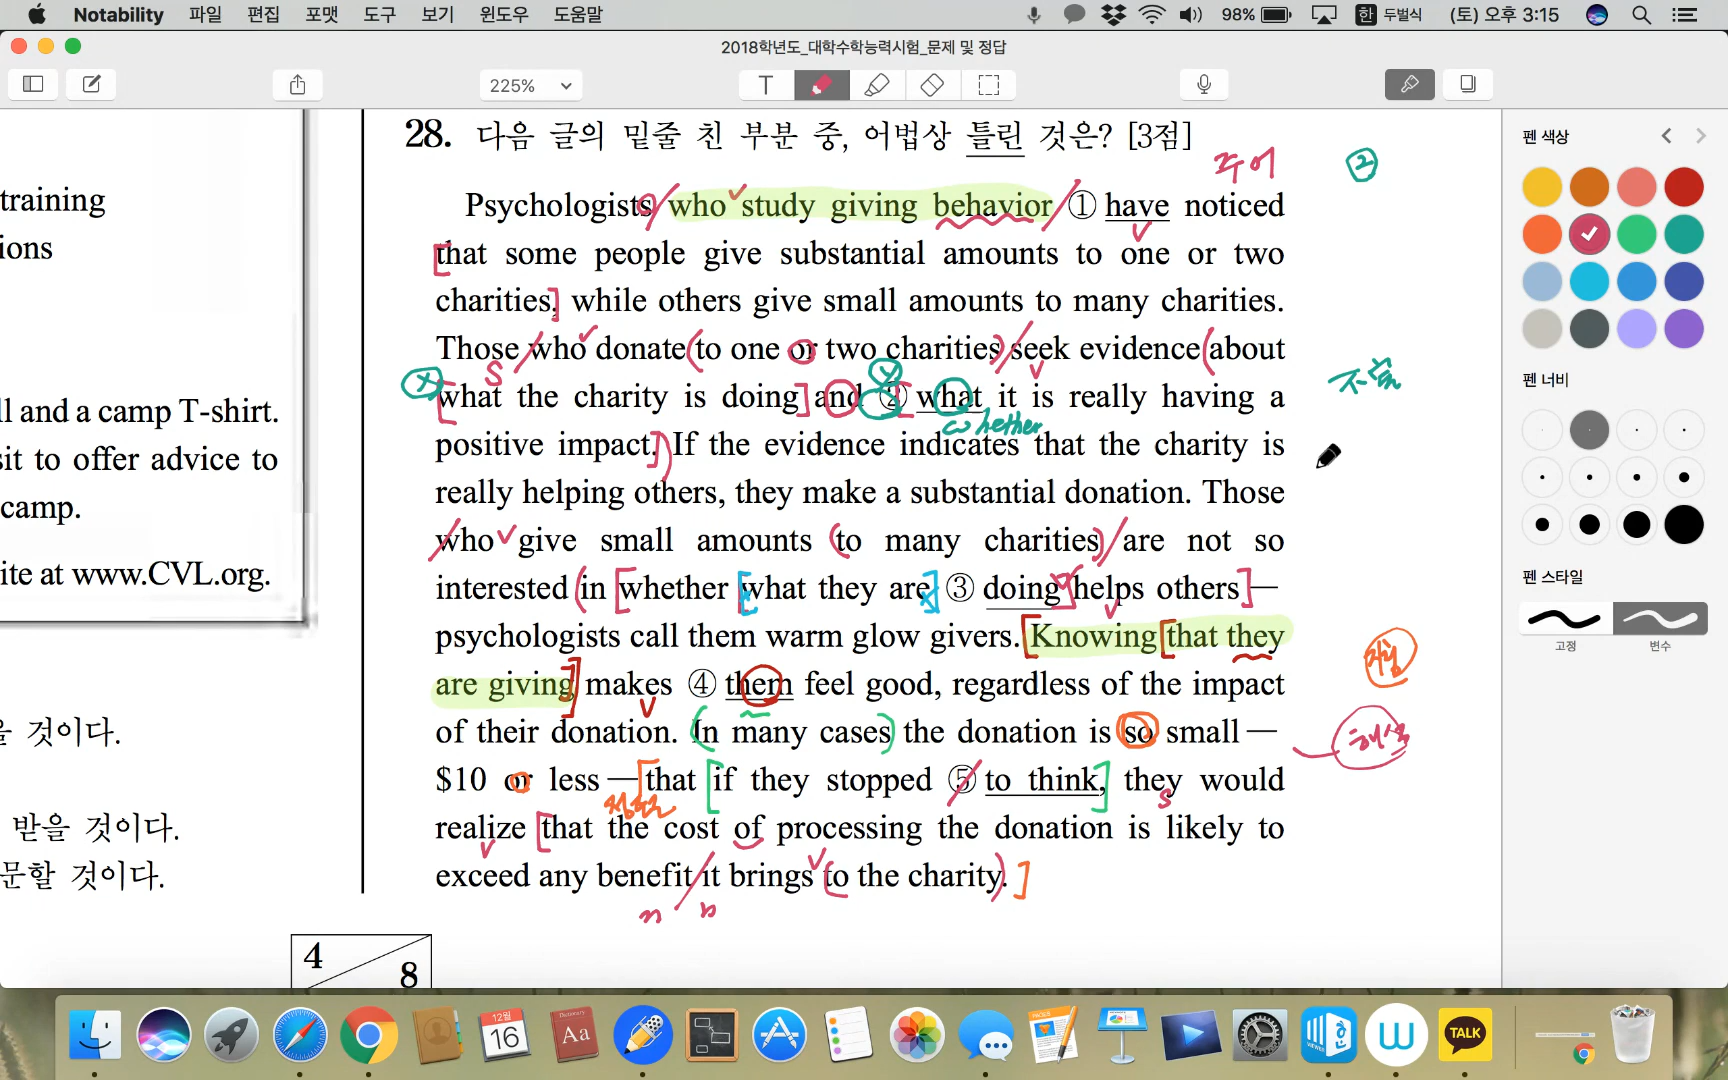 Notability 파일 편집 포맷 도구 보기 윈도우 도움말 98% 한 두벌식 (토) 오후 3:15
2018학년도_대학수학능력시험_문제 및 정답
225% T
training
ions
ll and a camp T-shirt.
sit to offer advice to
camp.
ite at www.CVL.org.
을 것이다.
받을 것이다.
문할 것이다.
28. 다음 글의 밑줄 친 부분 중, 어법상 틀린 것은? [3점]
주어
2
Psychologists who study giving behavior ① have noticed
that some people give substantial amounts to one or two
charities, while others give small amounts to many charities.
Those who donate to one or two charities seek evidence about
S
what the charity is doing and ② what it is really having a
whether
positive impact. If the evidence indicates that the charity is
really helping others, they make a substantial donation. Those
who give small amounts to many charities are not so
interested in whether what they are ③ doing helps others—
psychologists call them warm glow givers. Knowing that they
are giving makes ④ them feel good, regardless of the impact
of their donation. In many cases the donation is so small—
$10 or less—that if they stopped ⑤ to think, they would
S
realize that the cost of processing the donation is likely to
V
exceed any benefit it brings to the charity.
n
4
8
펜 색상
펜 너비
펜 스타일
고정 변수
12월
16
Aa
W
TALK